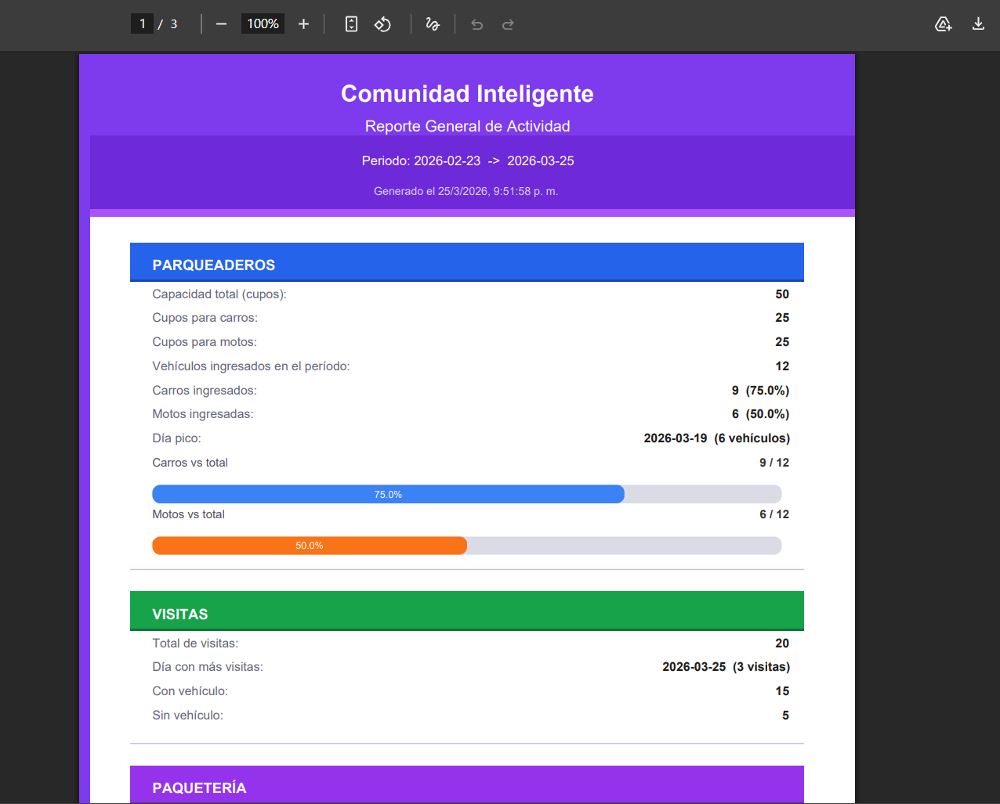 1 / 3
100%
Comunidad Inteligente
Reporte General de Actividad
Periodo: 2026-02-23 -> 2026-03-25
Generado el 25/3/2026, 9:51:58 p. m.
PARQUEADEROS
Capacidad total (cupos): 50
Cupos para carros: 25
Cupos para motos: 25
Vehículos ingresados en el período: 12
Carros ingresados: 9 (75.0%)
Motos ingresadas: 6 (50.0%)
Día pico: 2026-03-19 (6 vehículos)
Carros vs total 9 / 12
75.0%
Motos vs total 6 / 12
50.0%
VISITAS
Total de visitas: 20
Día con más visitas: 2026-03-25 (3 visitas)
Con vehículo: 15
Sin vehículo: 5
PAQUETERÍA